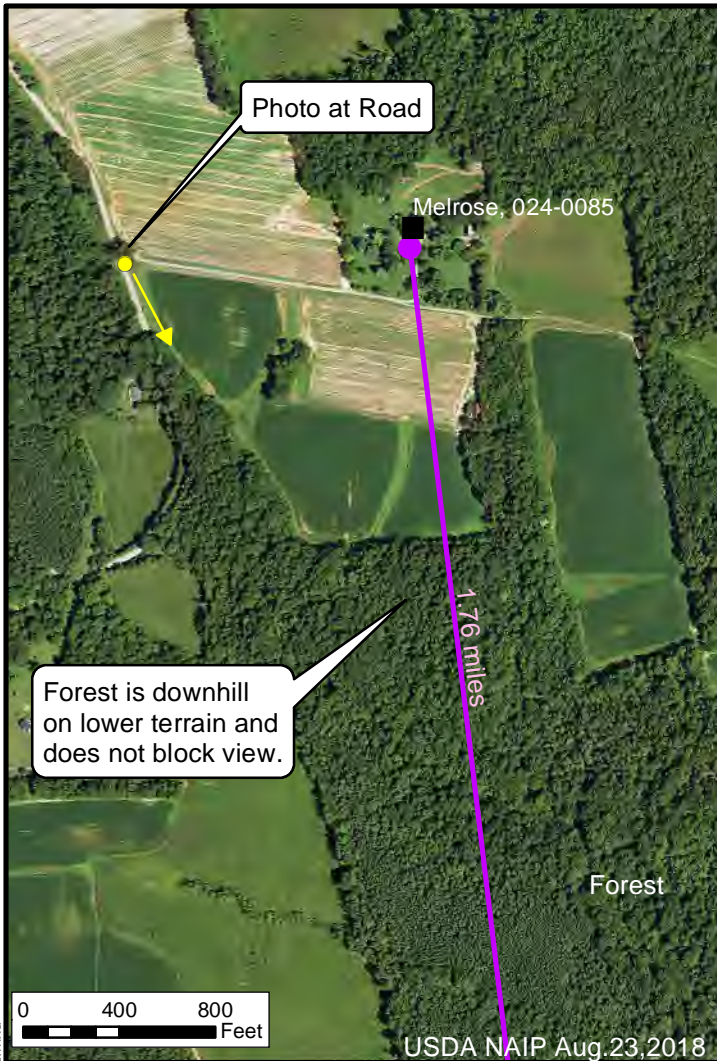 Photo at Road
Melrose, 024-0085
1.76 miles
Forest is downhill
on lower terrain and
does not block view.
Forest
0 400 800
Feet
USDA NAIP Aug.23,2018